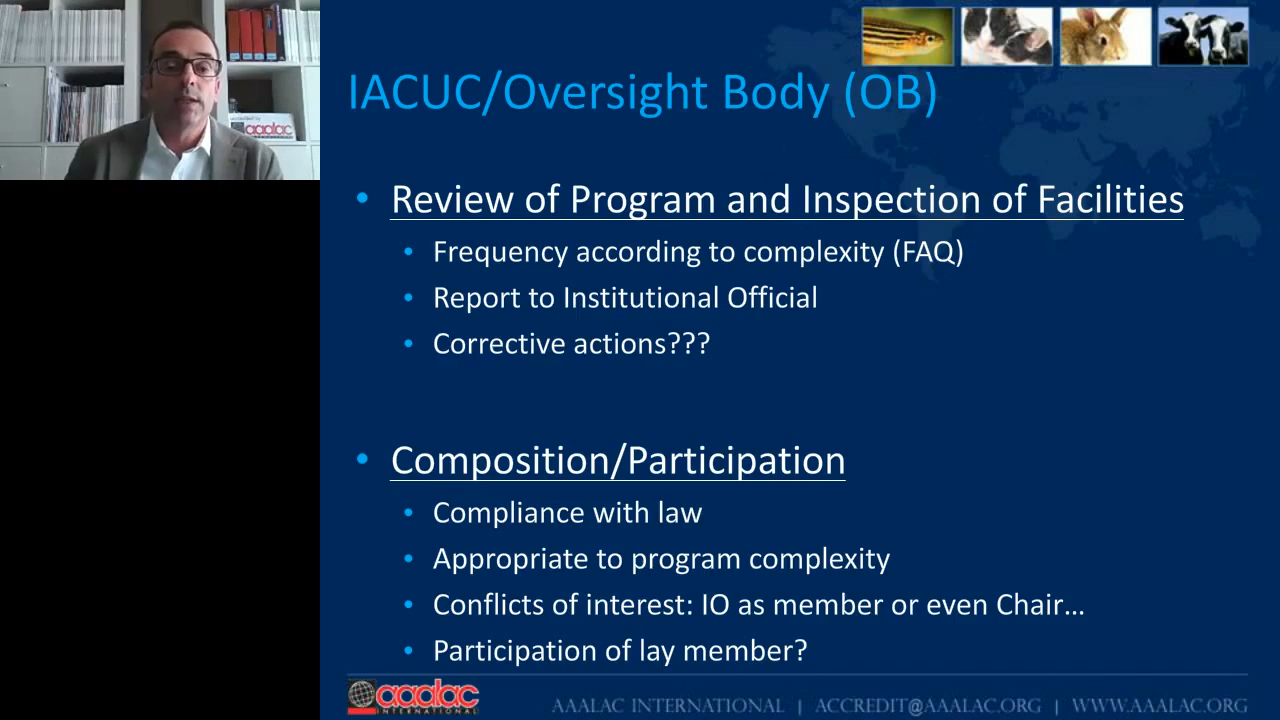 aaalac
IACUC/Oversight Body (OB)
• Review of Program and Inspection of Facilities
• Frequency according to complexity (FAQ)
• Report to Institutional Official
• Corrective actions???
• Composition/Participation
• Compliance with law
• Appropriate to program complexity
• Conflicts of interest: IO as member or even Chair…
• Participation of lay member?
aaalac
INTERNATIONAL
AAALAC INTERNATIONAL | ACCREDIT@AAALAC.ORG | WWW.AAALAC.ORG